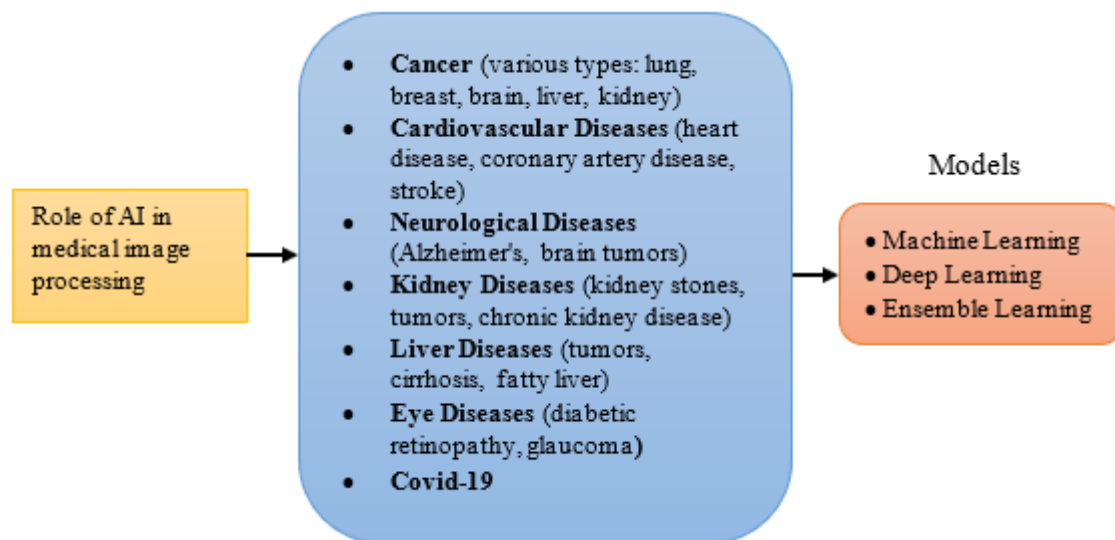 Role of AI in
medical image
processing
• Cancer (various types: lung,
breast, brain, liver, kidney)
• Cardiovascular Diseases (heart
disease, coronary artery disease,
stroke)
• Neurological Diseases
(Alzheimer's, brain tumors)
• Kidney Diseases (kidney stones,
tumors, chronic kidney disease)
• Liver Diseases (tumors,
cirrhosis, fatty liver)
• Eye Diseases (diabetic
retinopathy, glaucoma)
• Covid-19
Models
• Machine Learning
• Deep Learning
• Ensemble Learning